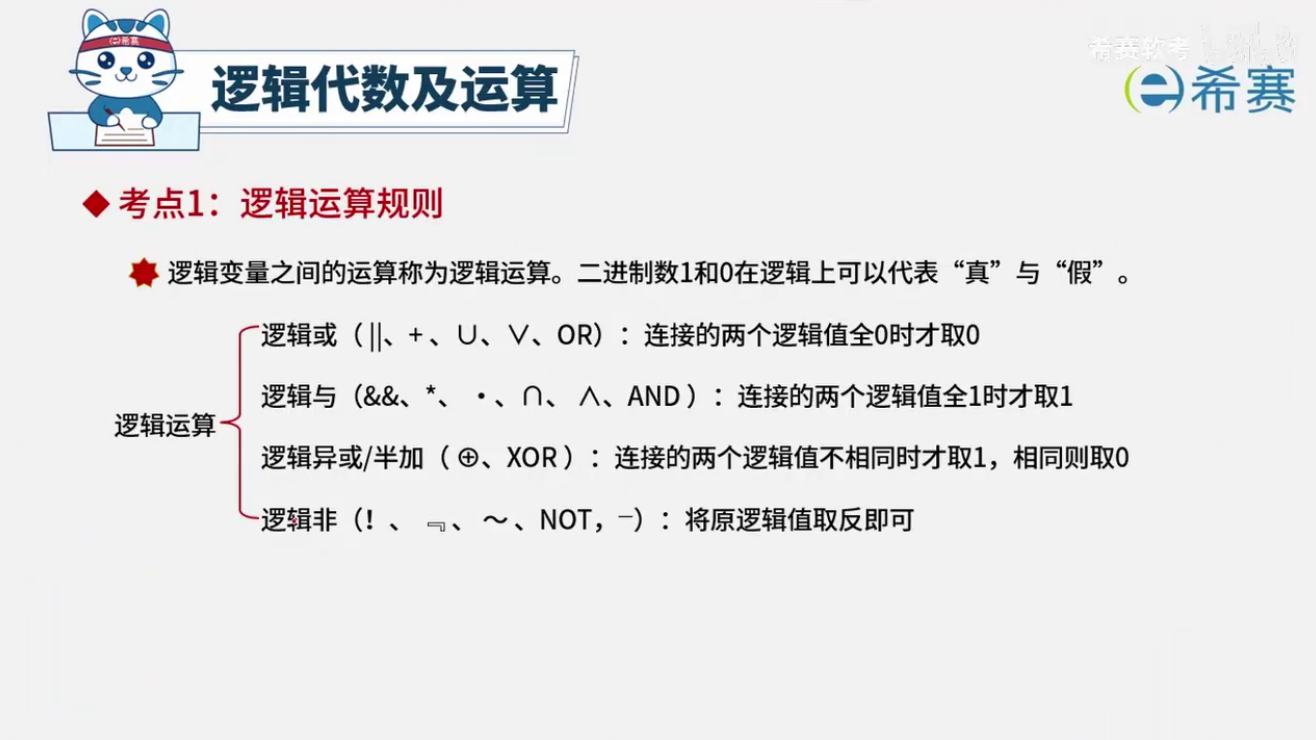 希赛
希赛软考
逻辑代数及运算
希赛
◆ 考点1：逻辑运算规则
逻辑变量之间的运算称为逻辑运算。二进制数1和0在逻辑上可以代表“真”与“假”。
逻辑或（ ||、+ 、∪、∨、OR）：连接的两个逻辑值全0时才取0
逻辑与（&&、*、 ·、∩、 ∧、AND ）：连接的两个逻辑值全1时才取1
逻辑运算
逻辑异或/半加（ ⊕、XOR ）：连接的两个逻辑值不相同时才取1，相同则取0
逻辑非（! 、 ﹃ 、 ～ 、NOT，¯）：将原逻辑值取反即可